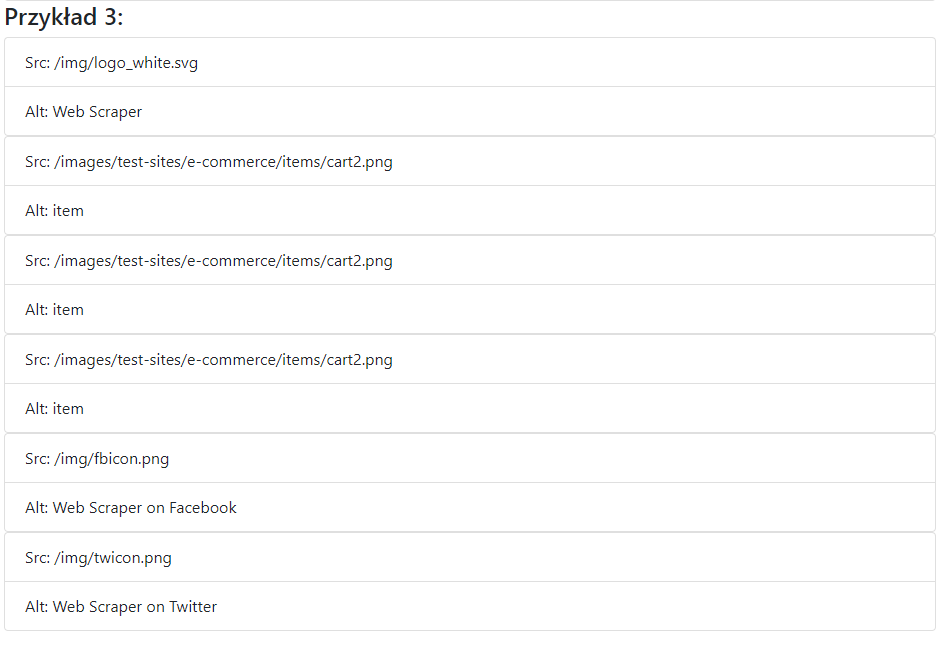 Przykład 3:
Src: /img/logo_white.svg
Alt: Web Scraper
Src: /images/test-sites/e-commerce/items/cart2.png
Alt: item
Src: /images/test-sites/e-commerce/items/cart2.png
Alt: item
Src: /images/test-sites/e-commerce/items/cart2.png
Alt: item
Src: /img/fbicon.png
Alt: Web Scraper on Facebook
Src: /img/twicon.png
Alt: Web Scraper on Twitter